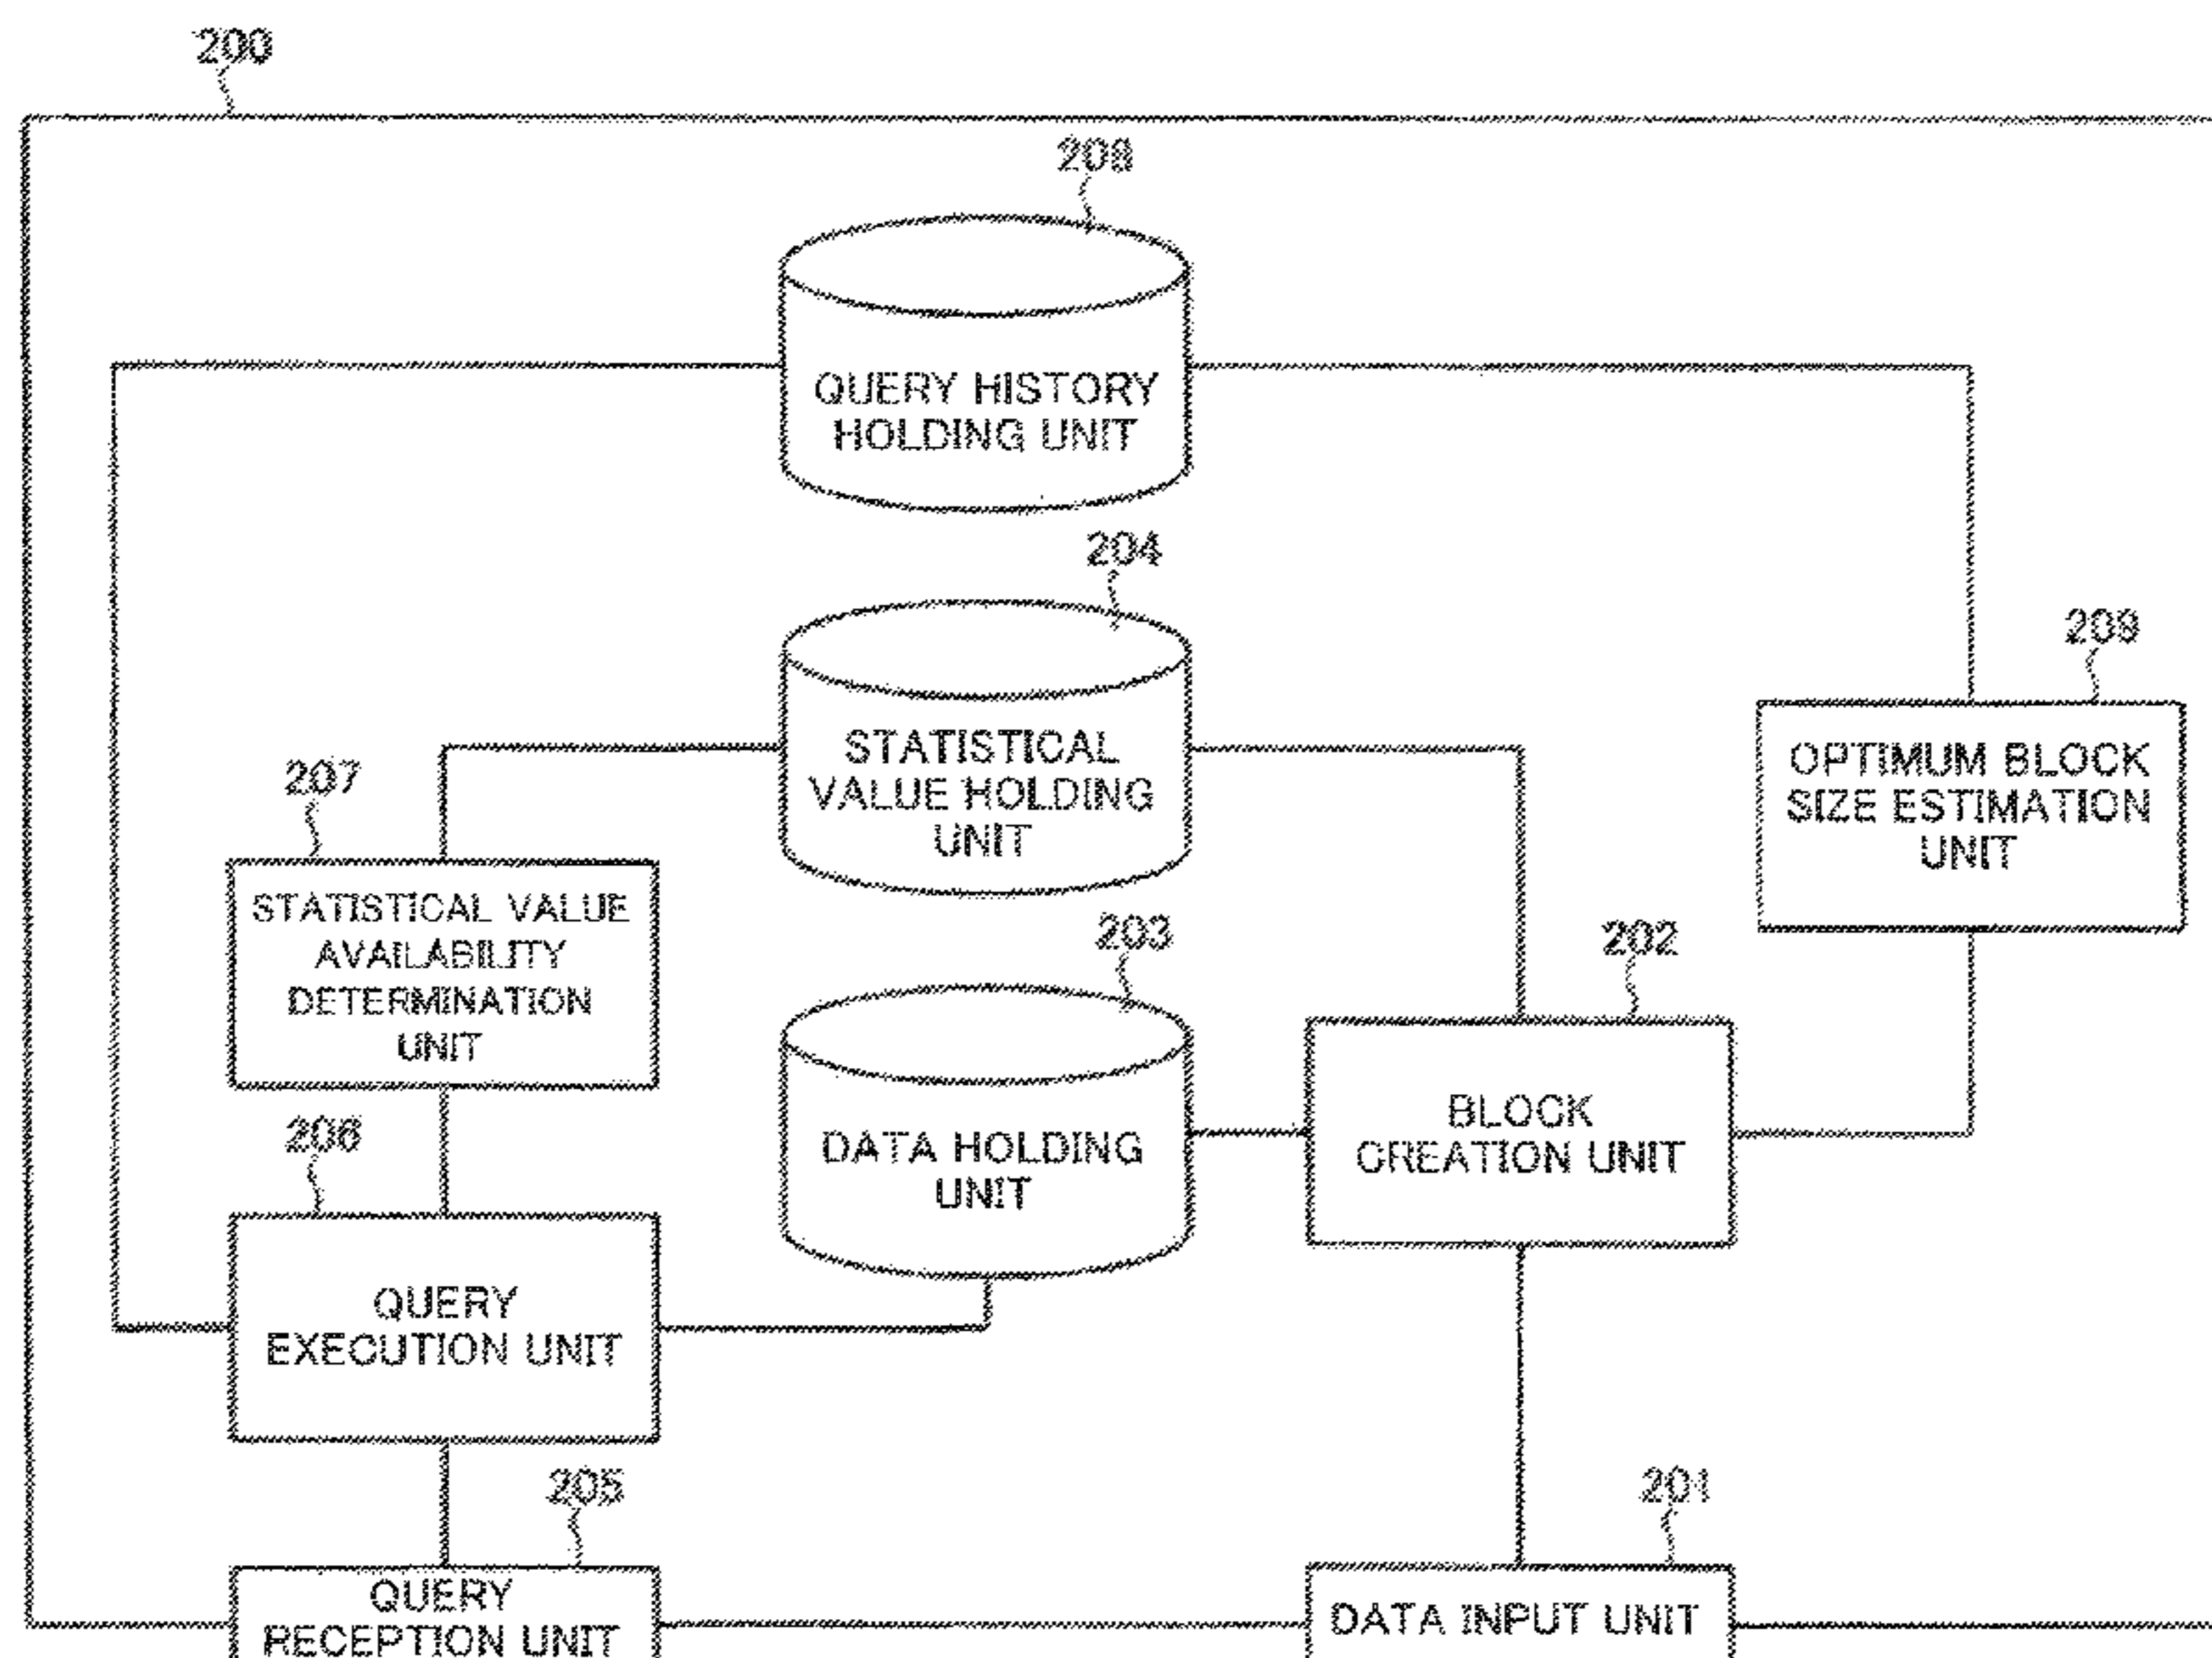 200
208
QUERY HISTORY
HOLDING UNIT
204
STATISTICAL
VALUE HOLDING
UNIT
209
OPTIMUM BLOCK
SIZE ESTIMATION
UNIT
207
STATISTICAL VALUE
AVAILABILITY
DETERMINATION
UNIT
203
DATA HOLDING
UNIT
202
BLOCK
CREATION UNIT
206
QUERY
EXECUTION UNIT
205
QUERY
RECEPTION UNIT
201
DATA INPUT UNIT